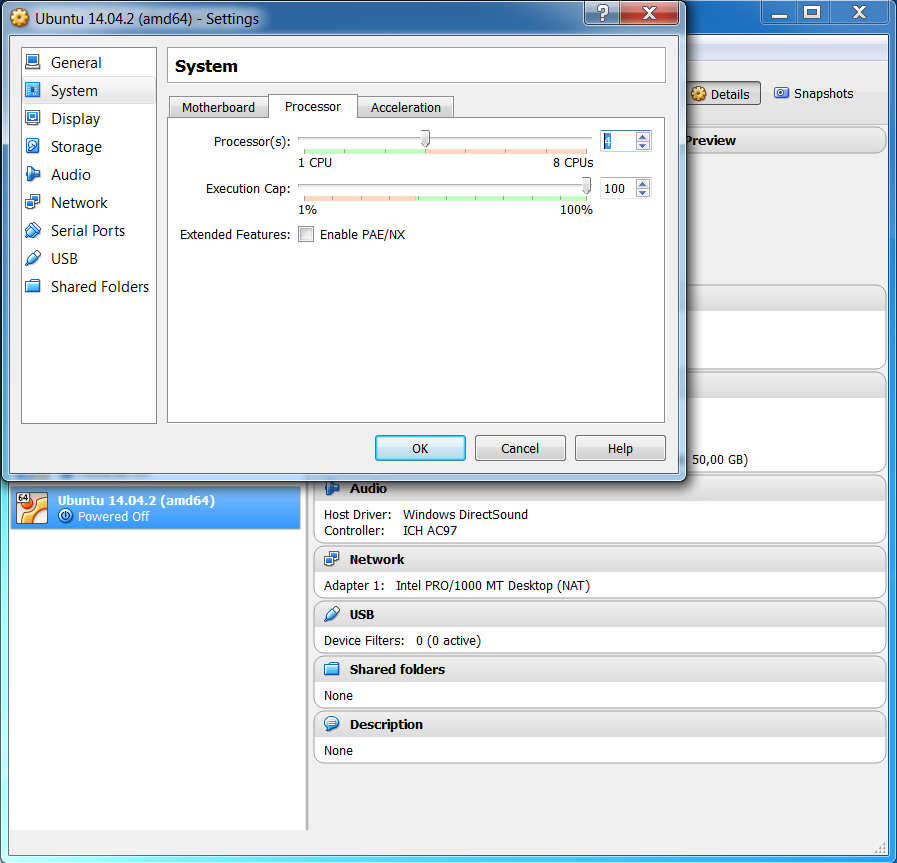 Ubuntu 14.04.2 (amd64) - Settings
?
General
System
Display
Storage
Audio
Network
Serial Ports
USB
Shared Folders
System
Motherboard
Processor
Acceleration
Processor(s):
4
1 CPU
8 CPUs
Execution Cap:
100
1%
100%
Extended Features:
Enable PAE/NX
OK
Cancel
Help
Details
Snapshots
Preview
50,00 GB)
64
Ubuntu 14.04.2 (amd64)
Powered Off
Audio
Host Driver: Windows DirectSound
Controller: ICH AC97
Network
Adapter 1: Intel PRO/1000 MT Desktop (NAT)
USB
Device Filters: 0 (0 active)
Shared folders
None
Description
None